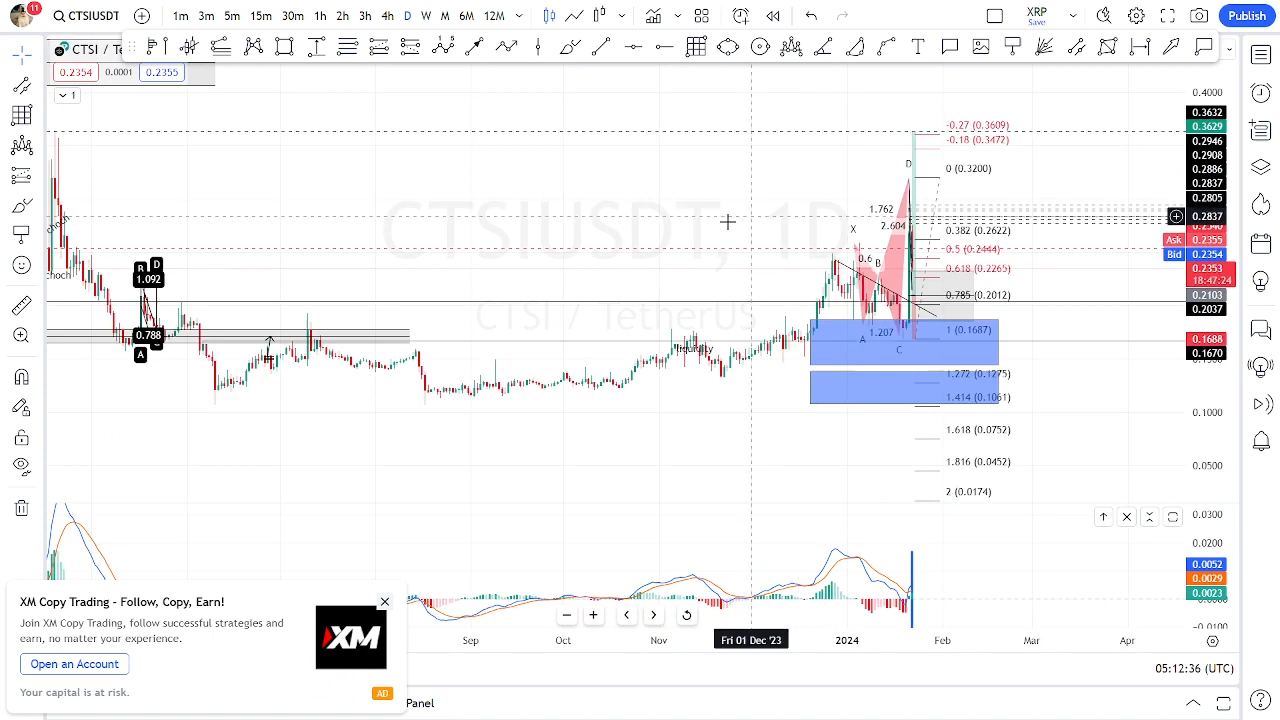 11
CTSIUSDT
1m 3m 5m 15m 30m 1h 2h 3h 4h D W M 6M 12M
XRP
Save
Publish
CTSI / Te
0.2354 0.0001 0.2355
1
CTSIUSDT, 1D
CTSI / TetherUS
choch
choch
B D
1.092
0.788
A
liquidity
X
0.6
B
A
1.207
C
D
1.762
2.604
-0.27 (0.3609)
-0.18 (0.3472)
0 (0.3200)
0.382 (0.2622)
0.5 (0.2444)
0.618 (0.2265)
0.785 (0.2012)
1 (0.1687)
1.272 (0.1275)
1.414 (0.1061)
1.618 (0.0752)
1.816 (0.0452)
2 (0.0174)
0.4000
0.3632
0.3629
0.2946
0.2908
0.2886
0.2837
0.2805
0.2837
Ask 0.2355
Bid 0.2354
0.2353
18:47:24
0.2103
0.2037
0.1688
0.1670
0.1000
0.0500
0.0300
0.0200
0.0052
0.0029
0.0023
-0.0100
Sep Oct Nov Fri 01 Dec '23 2024 Feb Mar Apr
05:12:36 (UTC)
XM Copy Trading - Follow, Copy, Earn!
Join XM Copy Trading, follow successful strategies and
earn, no matter your experience.
Open an Account
Your capital is at risk.
XM
AD
Panel